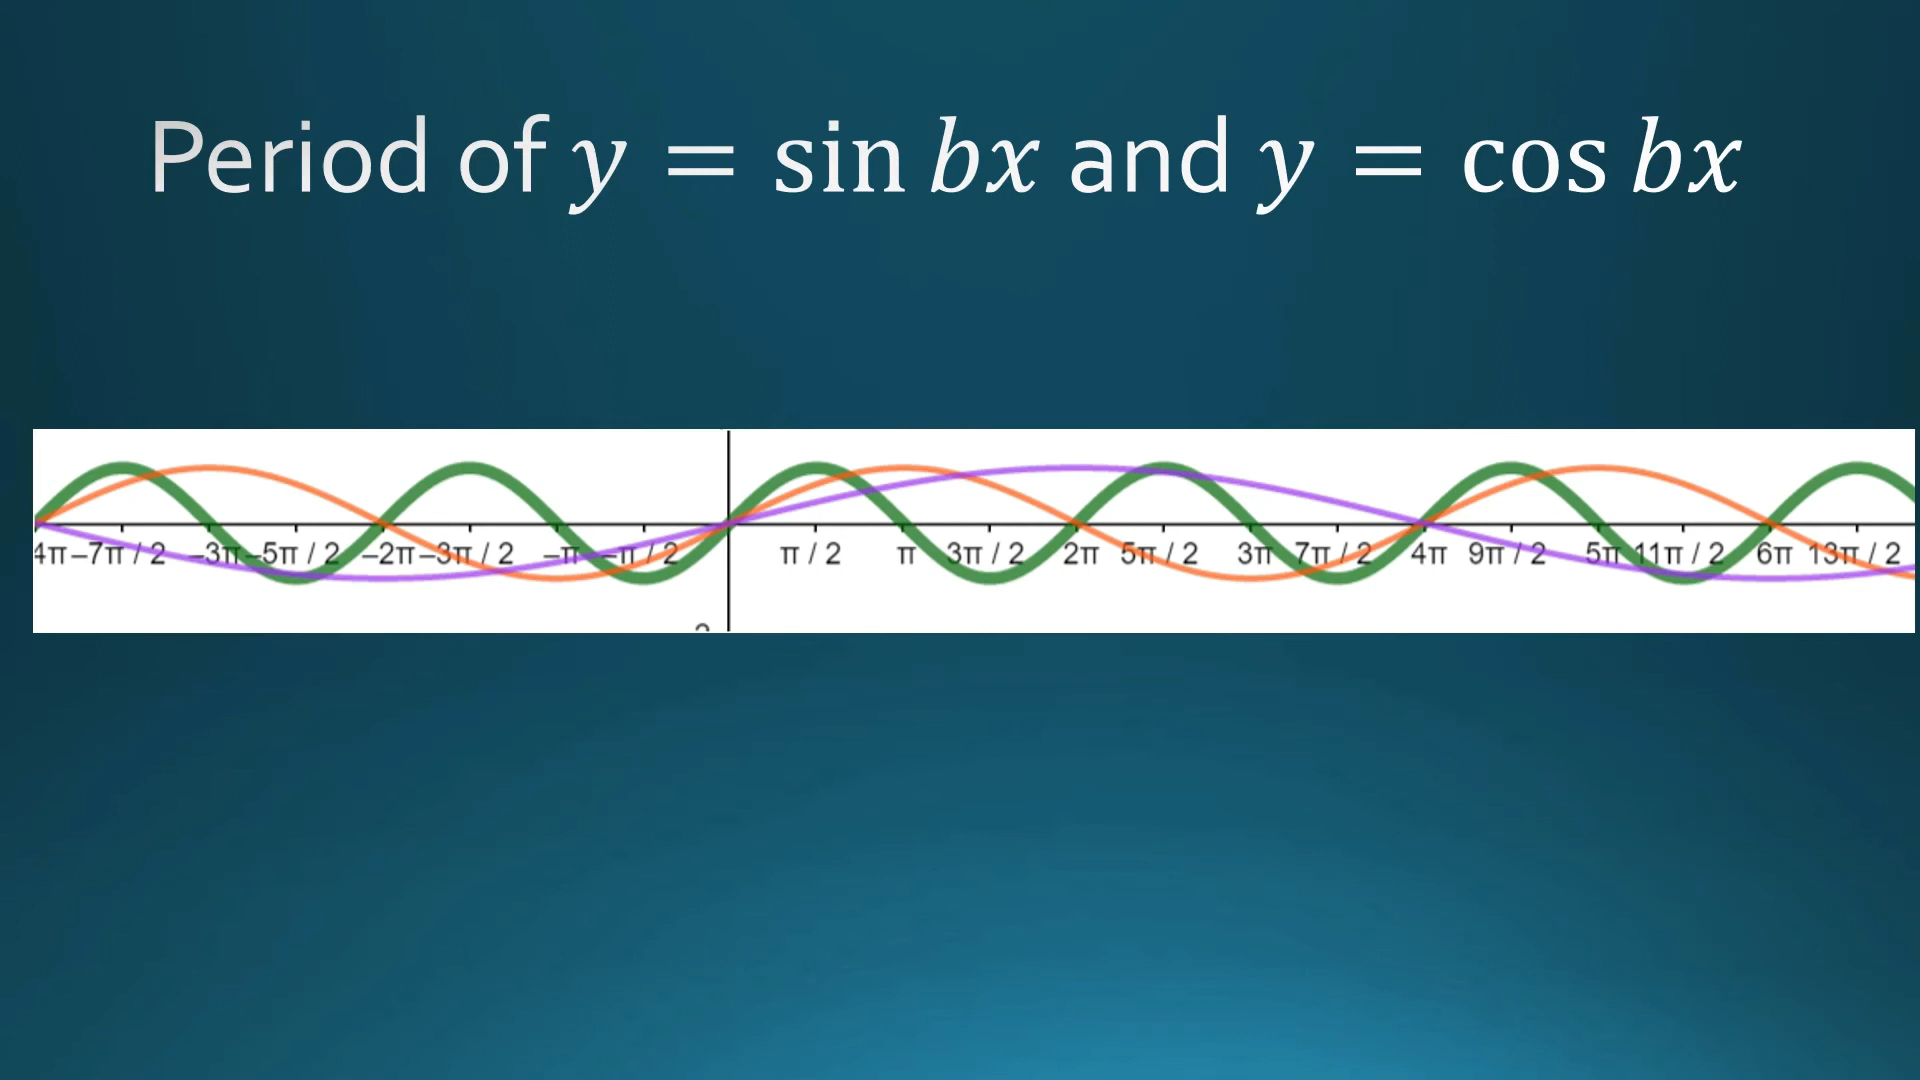 Period of y = sin bx and y = cos bx
4π –7π / 2 –3π –5π / 2 –2π –3π / 2 –π –π / 2 π / 2 π 3π / 2 2π 5π / 2 3π 7π / 2 4π 9π / 2 5π 11π / 2 6π 13π / 2